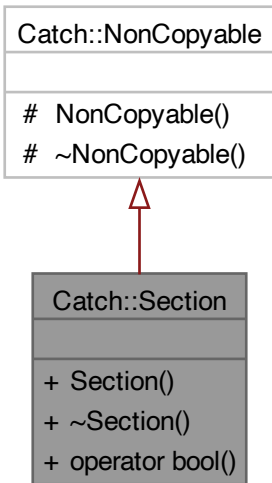 Catch::NonCopyable
# NonCopyable()
# ~NonCopyable()
Catch::Section
+ Section()
+ ~Section()
+ operator bool()